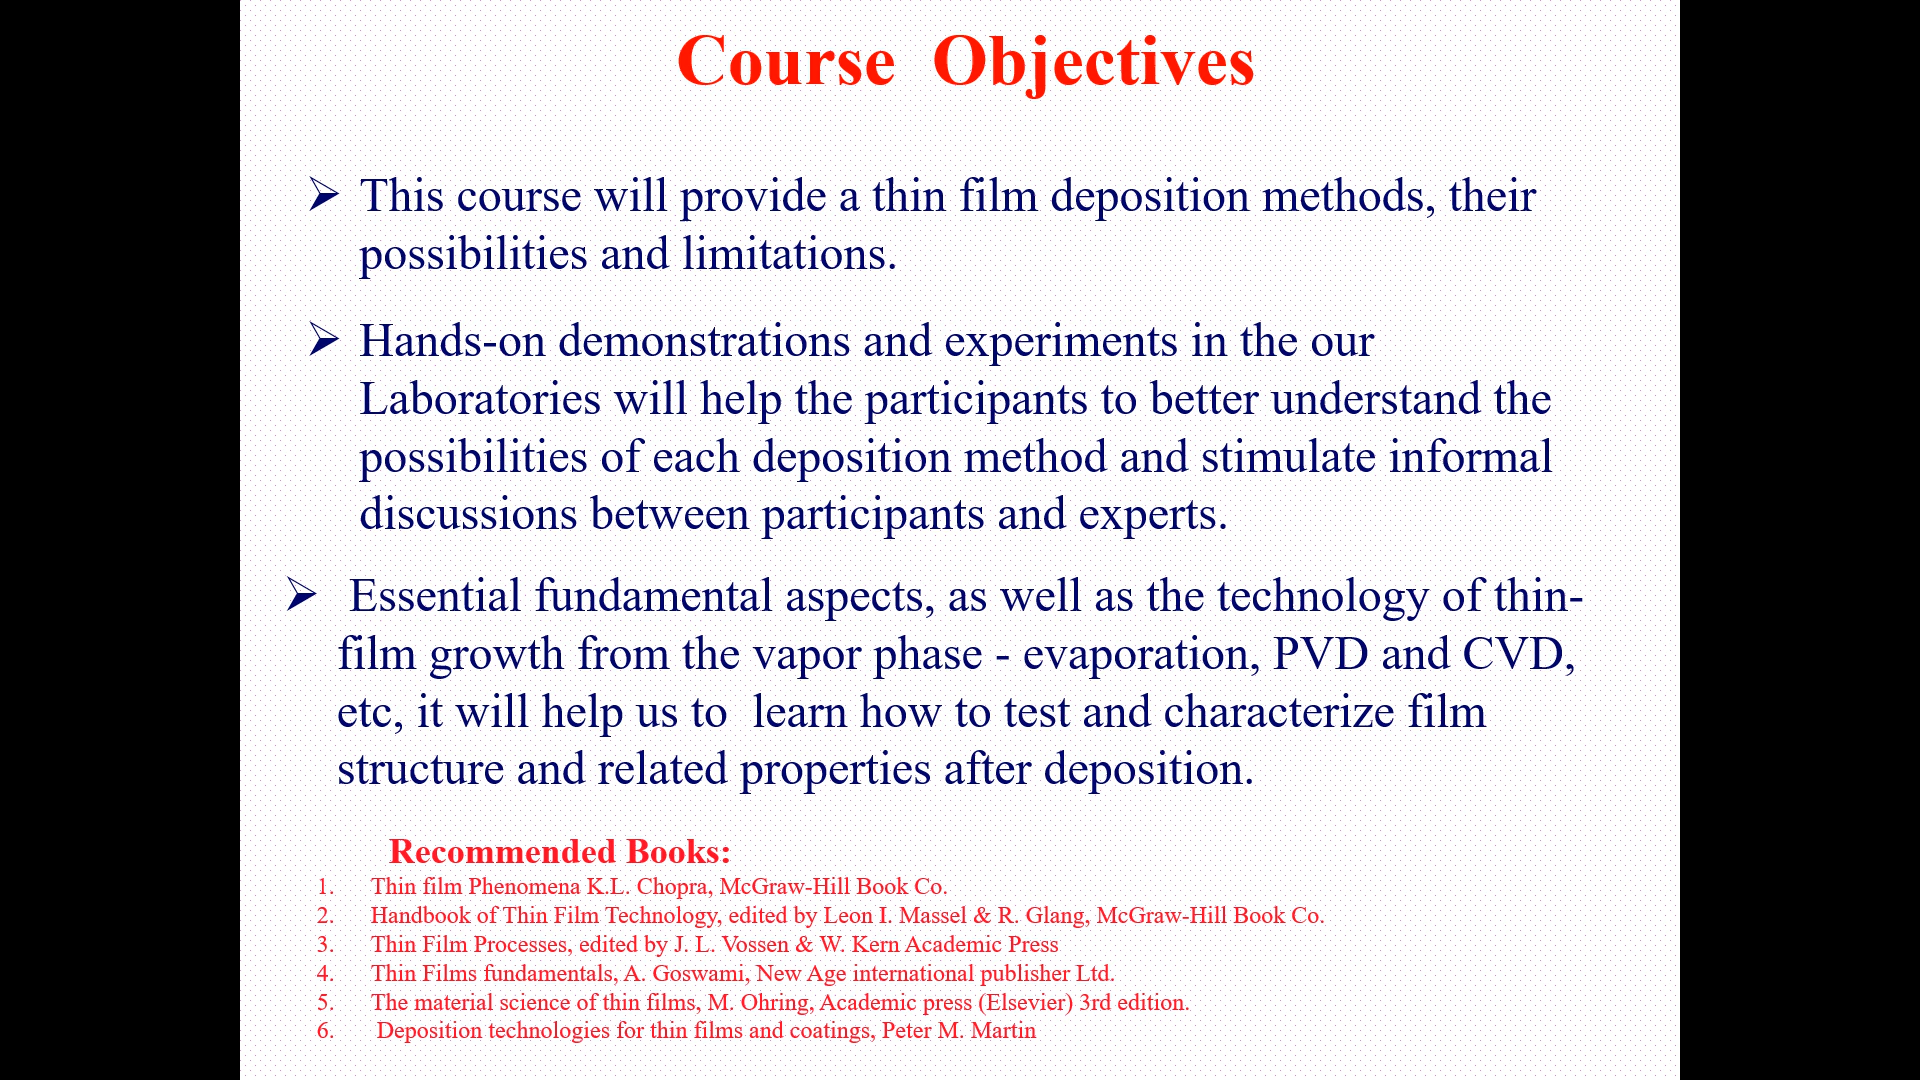 Course Objectives
➢ This course will provide a thin film deposition methods, their
possibilities and limitations.
➢ Hands-on demonstrations and experiments in the our
Laboratories will help the participants to better understand the
possibilities of each deposition method and stimulate informal
discussions between participants and experts.
➢ Essential fundamental aspects, as well as the technology of thin-
film growth from the vapor phase - evaporation, PVD and CVD,
etc, it will help us to learn how to test and characterize film
structure and related properties after deposition.
Recommended Books:
1. Thin film Phenomena K.L. Chopra, McGraw-Hill Book Co.
2. Handbook of Thin Film Technology, edited by Leon I. Massel & R. Glang, McGraw-Hill Book Co.
3. Thin Film Processes, edited by J. L. Vossen & W. Kern Academic Press
4. Thin Films fundamentals, A. Goswami, New Age international publisher Ltd.
5. The material science of thin films, M. Ohring, Academic press (Elsevier) 3rd edition.
6. Deposition technologies for thin films and coatings, Peter M. Martin